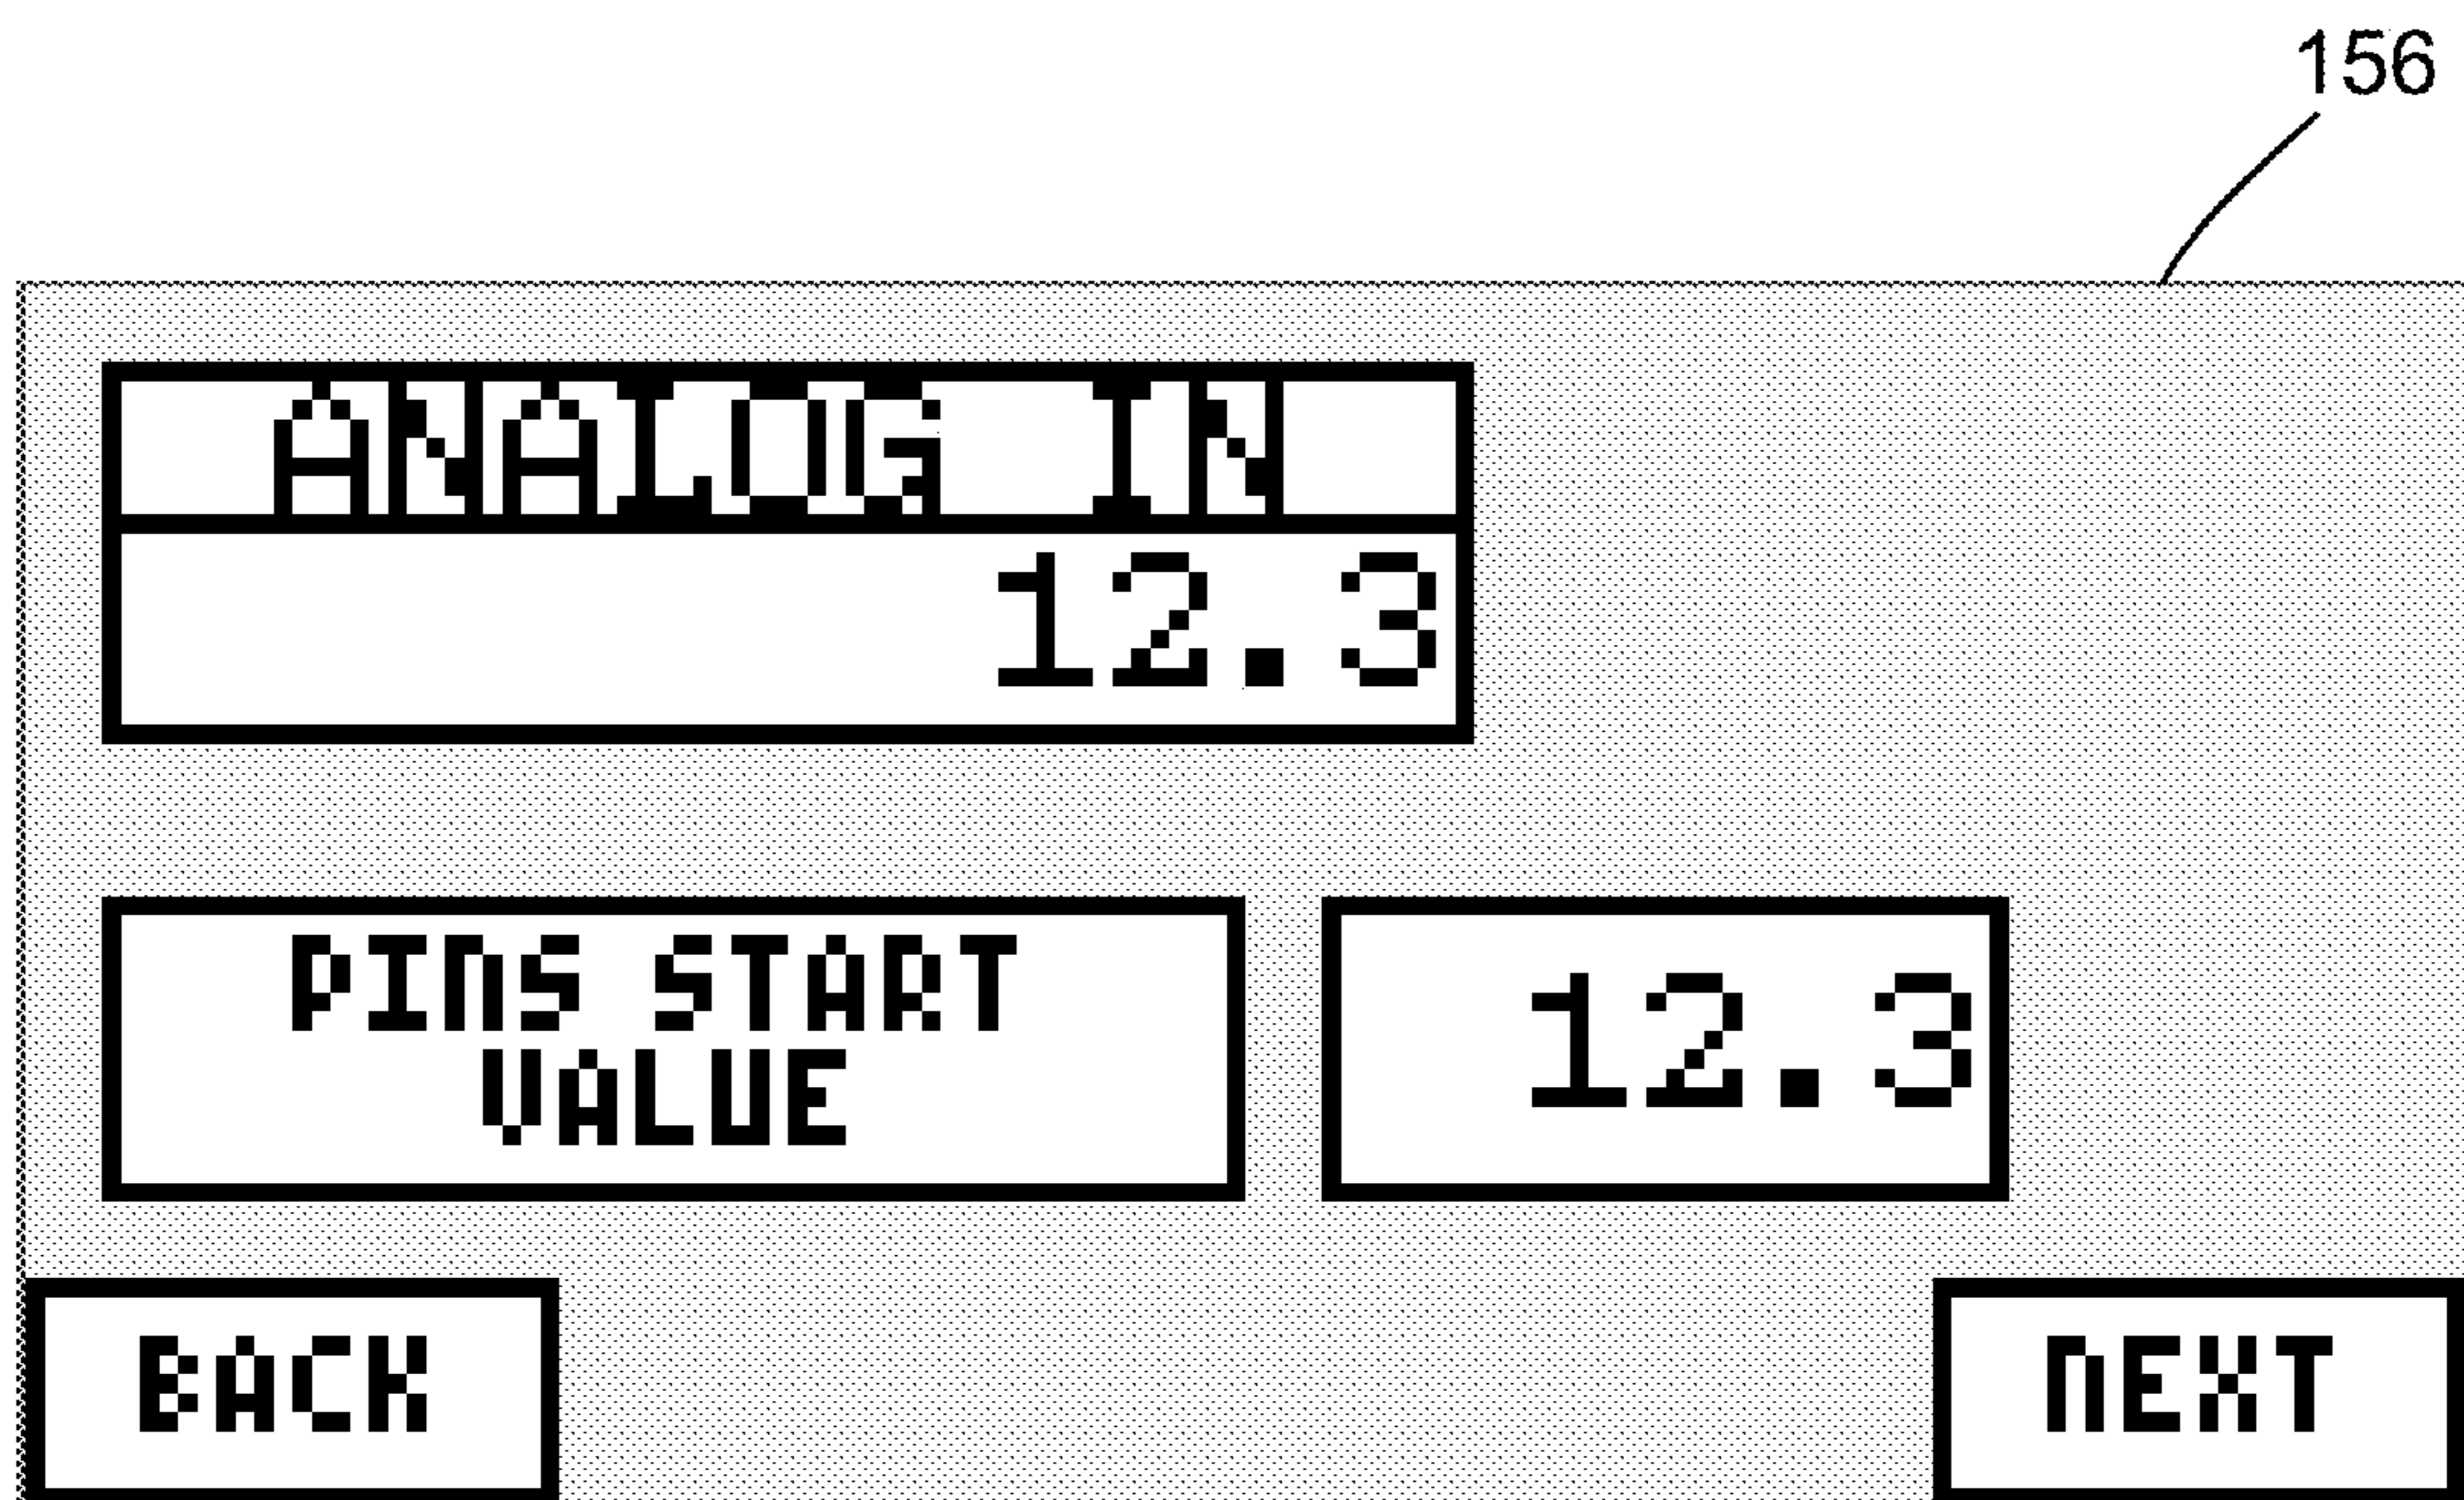 156
ANALOG IN
12.3
PINS START
VALUE
12.3
BACK
NEXT